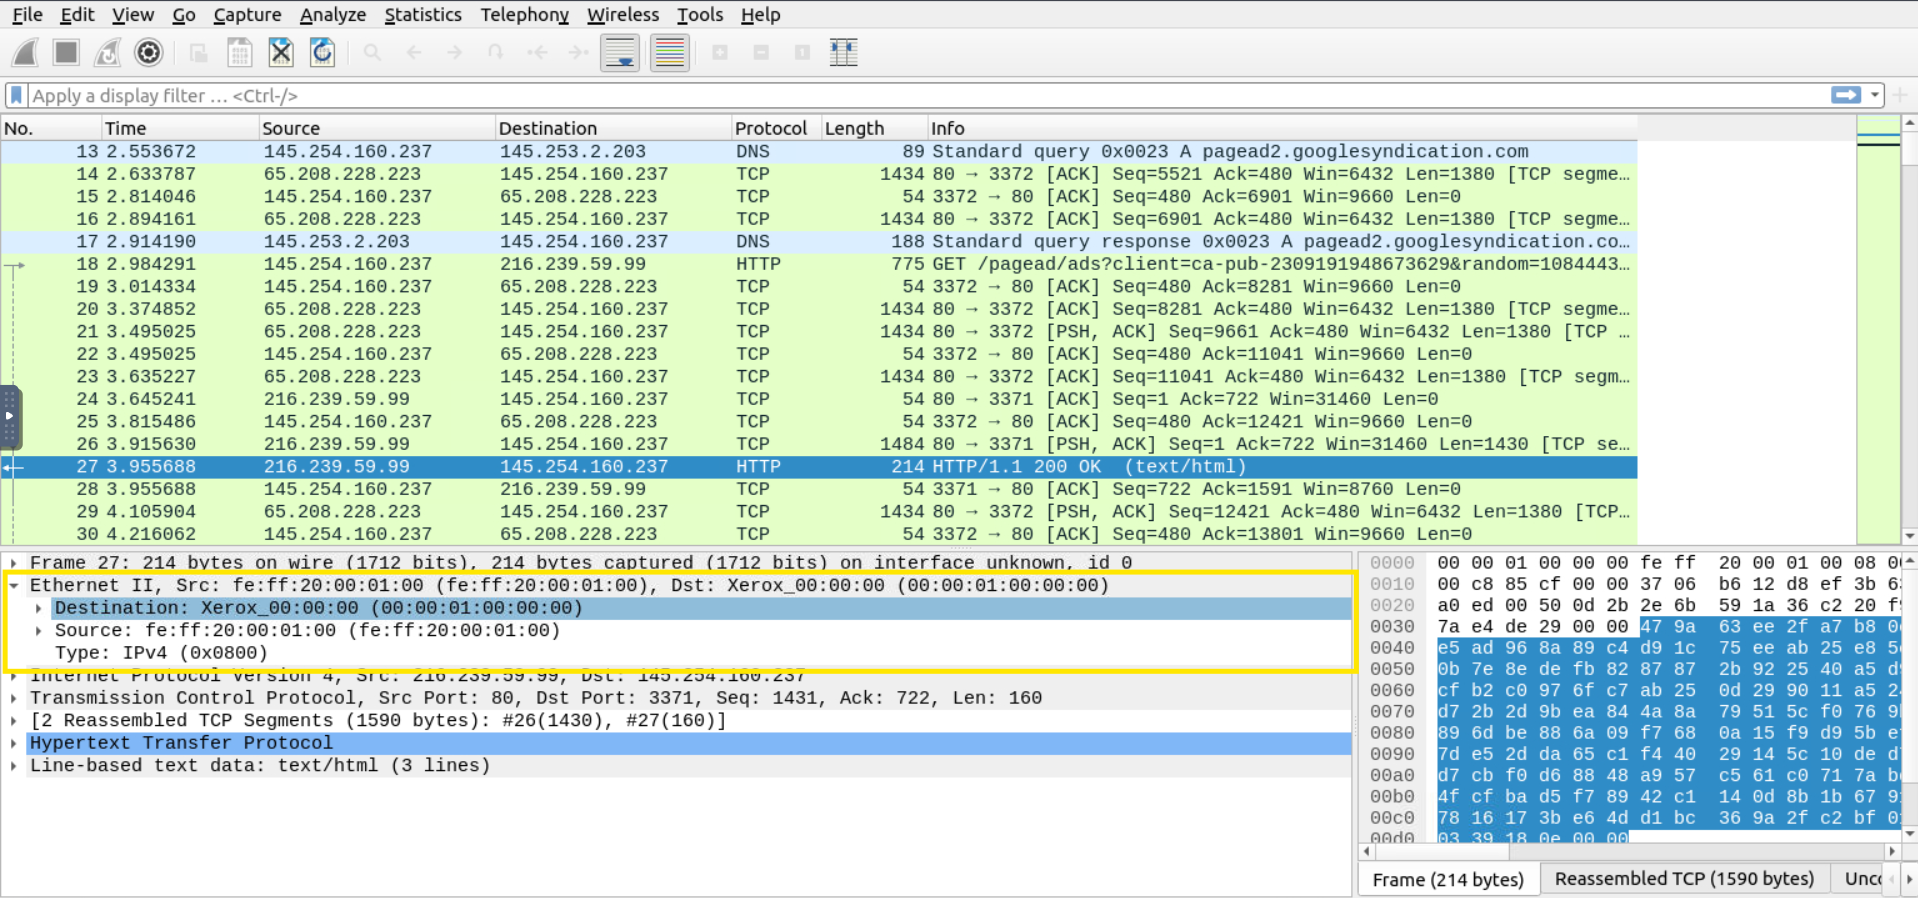 File Edit View Go Capture Analyze Statistics Telephony Wireless Tools Help
Apply a display filter … <Ctrl-/>
No. Time Source Destination Protocol Length Info
13 2.553672 145.254.160.237 145.253.2.203 DNS 89 Standard query 0x0023 A pagead2.googlesyndication.com
14 2.633787 65.208.228.223 145.254.160.237 TCP 1434 80 → 3372 [ACK] Seq=5521 Ack=480 Win=6432 Len=1380 [TCP segme…
15 2.814046 145.254.160.237 65.208.228.223 TCP 54 3372 → 80 [ACK] Seq=480 Ack=6901 Win=9660 Len=0
16 2.894161 65.208.228.223 145.254.160.237 TCP 1434 80 → 3372 [ACK] Seq=6901 Ack=480 Win=6432 Len=1380 [TCP segme…
17 2.914190 145.253.2.203 145.254.160.237 DNS 188 Standard query response 0x0023 A pagead2.googlesyndication.co…
18 2.984291 145.254.160.237 216.239.59.99 HTTP 775 GET /pagead/ads?client=ca-pub-2309191948673629&random=1084443…
19 3.014334 145.254.160.237 65.208.228.223 TCP 54 3372 → 80 [ACK] Seq=480 Ack=8281 Win=9660 Len=0
20 3.374852 65.208.228.223 145.254.160.237 TCP 1434 80 → 3372 [ACK] Seq=8281 Ack=480 Win=6432 Len=1380 [TCP segme…
21 3.495025 65.208.228.223 145.254.160.237 TCP 1434 80 → 3372 [PSH, ACK] Seq=9661 Ack=480 Win=6432 Len=1380 [TCP …
22 3.495025 145.254.160.237 65.208.228.223 TCP 54 3372 → 80 [ACK] Seq=480 Ack=11041 Win=9660 Len=0
23 3.635227 65.208.228.223 145.254.160.237 TCP 1434 80 → 3372 [ACK] Seq=11041 Ack=480 Win=6432 Len=1380 [TCP segm…
24 3.645241 216.239.59.99 145.254.160.237 TCP 54 80 → 3371 [ACK] Seq=1 Ack=722 Win=31460 Len=0
25 3.815486 145.254.160.237 65.208.228.223 TCP 54 3372 → 80 [ACK] Seq=480 Ack=12421 Win=9660 Len=0
26 3.915630 216.239.59.99 145.254.160.237 TCP 1484 80 → 3371 [PSH, ACK] Seq=1 Ack=722 Win=31460 Len=1430 [TCP se…
27 3.955688 216.239.59.99 145.254.160.237 HTTP 214 HTTP/1.1 200 OK (text/html)
28 3.955688 145.254.160.237 216.239.59.99 TCP 54 3371 → 80 [ACK] Seq=722 Ack=1591 Win=8760 Len=0
29 4.105904 65.208.228.223 145.254.160.237 TCP 1434 80 → 3372 [PSH, ACK] Seq=12421 Ack=480 Win=6432 Len=1380 [TCP…
30 4.216062 145.254.160.237 65.208.228.223 TCP 54 3372 → 80 [ACK] Seq=480 Ack=13801 Win=9660 Len=0
Frame 27: 214 bytes on wire (1712 bits), 214 bytes captured (1712 bits) on interface unknown, id 0
Ethernet II, Src: fe:ff:20:00:01:00 (fe:ff:20:00:01:00), Dst: Xerox_00:00:00 (00:00:01:00:00:00)
Destination: Xerox_00:00:00 (00:00:01:00:00:00)
Source: fe:ff:20:00:01:00 (fe:ff:20:00:01:00)
Type: IPv4 (0x0800)
Internet Protocol Version 4, Src: 216.239.59.99, Dst: 145.254.160.237
Transmission Control Protocol, Src Port: 80, Dst Port: 3371, Seq: 1431, Ack: 722, Len: 160
[2 Reassembled TCP Segments (1590 bytes): #26(1430), #27(160)]
Hypertext Transfer Protocol
Line-based text data: text/html (3 lines)
0000 00 00 01 00 00 00 fe ff 20 00 01 00 08
0010 00 c8 85 cf 00 00 37 06 b6 12 d8 ef 3b
0020 a0 ed 00 50 0d 2b 2e 6b 59 1a 36 c2 20
0030 7a e4 de 29 00 00 47 9a 63 ee 2f a7 b8
0040 e5 ad 96 8a 89 c4 d9 1c 75 ee ab 25 e8
0050 0b 7e 8e de fb 82 87 87 2b 92 25 40 a5
0060 cf b2 c0 97 6f c7 ab 25 0d 29 90 11 a5
0070 d7 2b 2d 9b ea 84 4a 8a 79 51 5c f0 76
0080 89 6d be 88 6a 09 f7 68 0a 15 f9 d9 5b
0090 7d e5 2d da 65 c1 f4 40 29 14 5c 10 de
00a0 d7 cb f0 d6 88 48 a9 57 c5 61 c0 71 7a
00b0 4f cf ba d5 f7 89 42 c1 14 0d 8b 1b 67
00c0 78 16 17 3b e6 4d d1 bc 36 9a 2f c2 bf
00d0 03 39 18 0e 00 00
Frame (214 bytes) Reassembled TCP (1590 bytes)